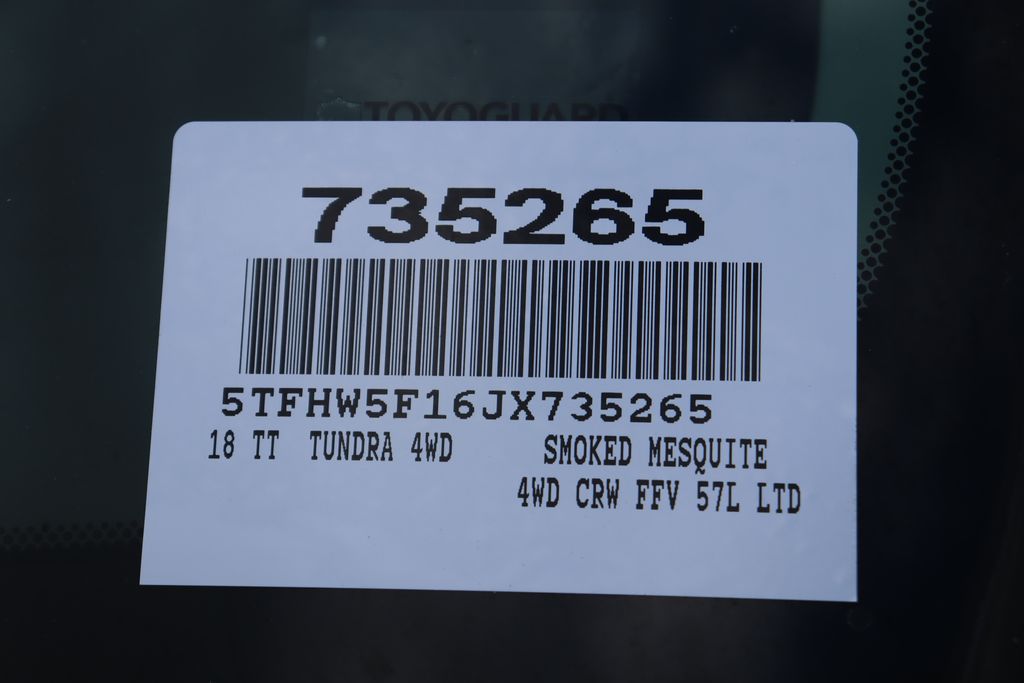 TOYOGUARD
735265
5TFHW5F16JX735265
18 TT TUNDRA 4WD SMOKED MESQUITE
4WD CRW FFV 57L LTD